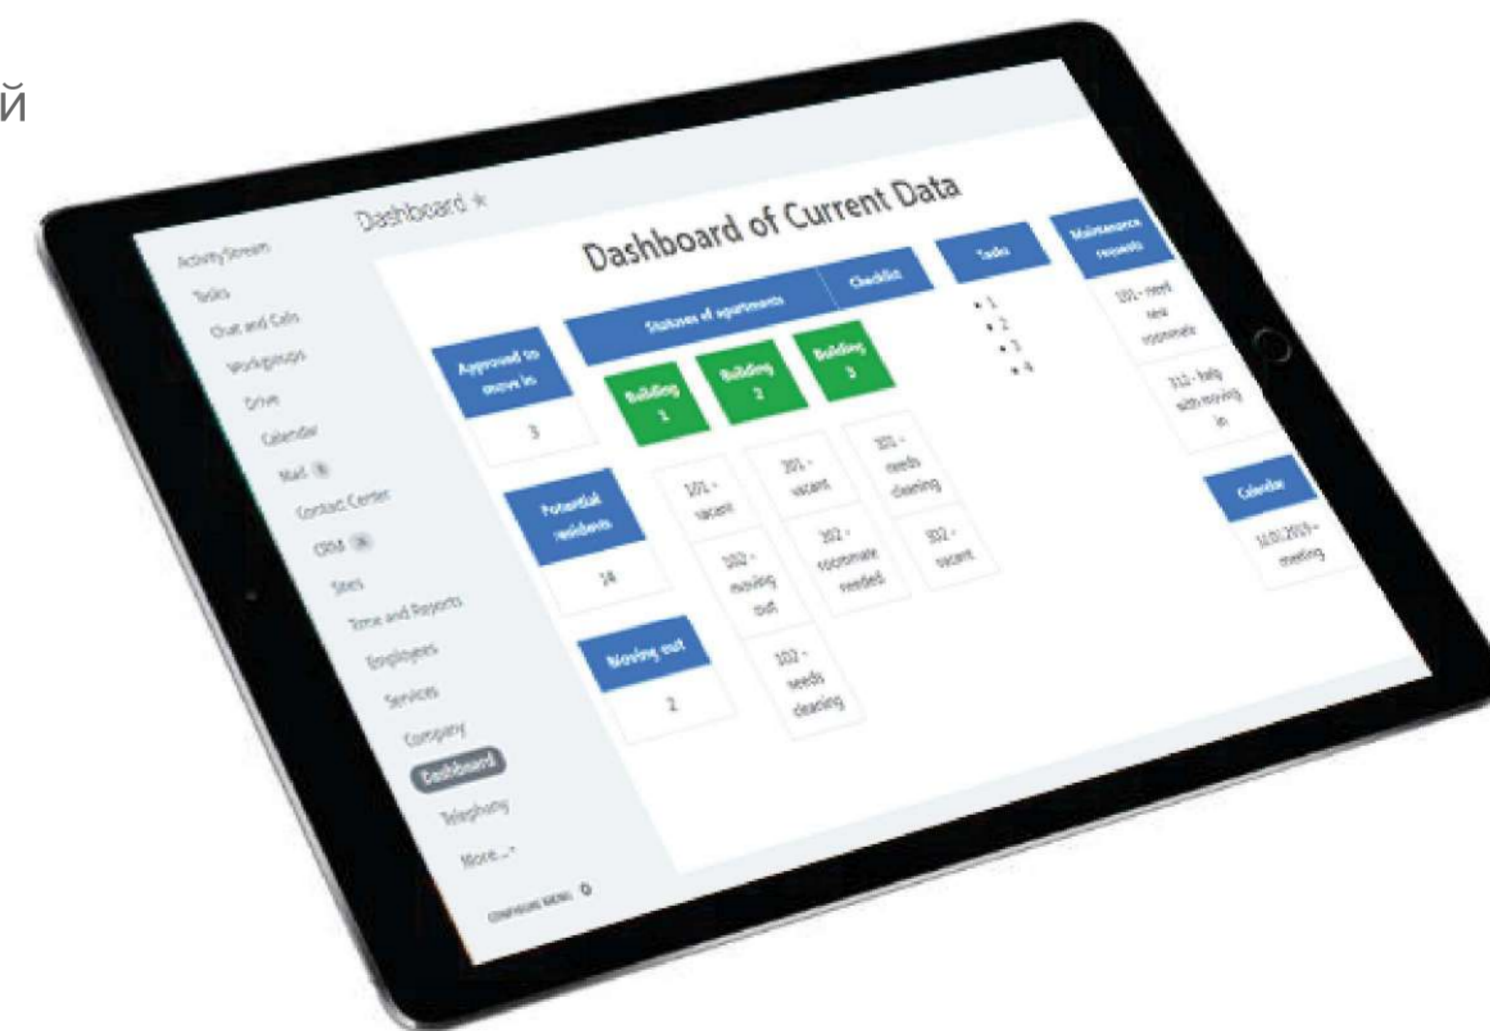 й
Dashboard
Activity Stream
Tasks
Chat and Calls
Workgroups
Drive
Calendar
Mail
Contact Center
CRM
Sites
Time and Reports
Employees
Services
Company
Dashboard
Telephony
More...
CONFIGURE MENU
Dashboard of Current Data
Approved to
move in
3
Potential
residents
Moving out
2
Statuses of apartments
Checklist
Building
1
Building
2
Building
3
101 -
vacant
102 -
moving
out
102 -
needs
cleaning
201 -
vacant
202 -
roommate
needed
301 -
needs
cleaning
302 -
vacant
Tasks
• 1
• 2
• 3
• 4
Maintenance
requests
101 - need
new
roommate
312 - help
with moving
in
Calendar
meeting